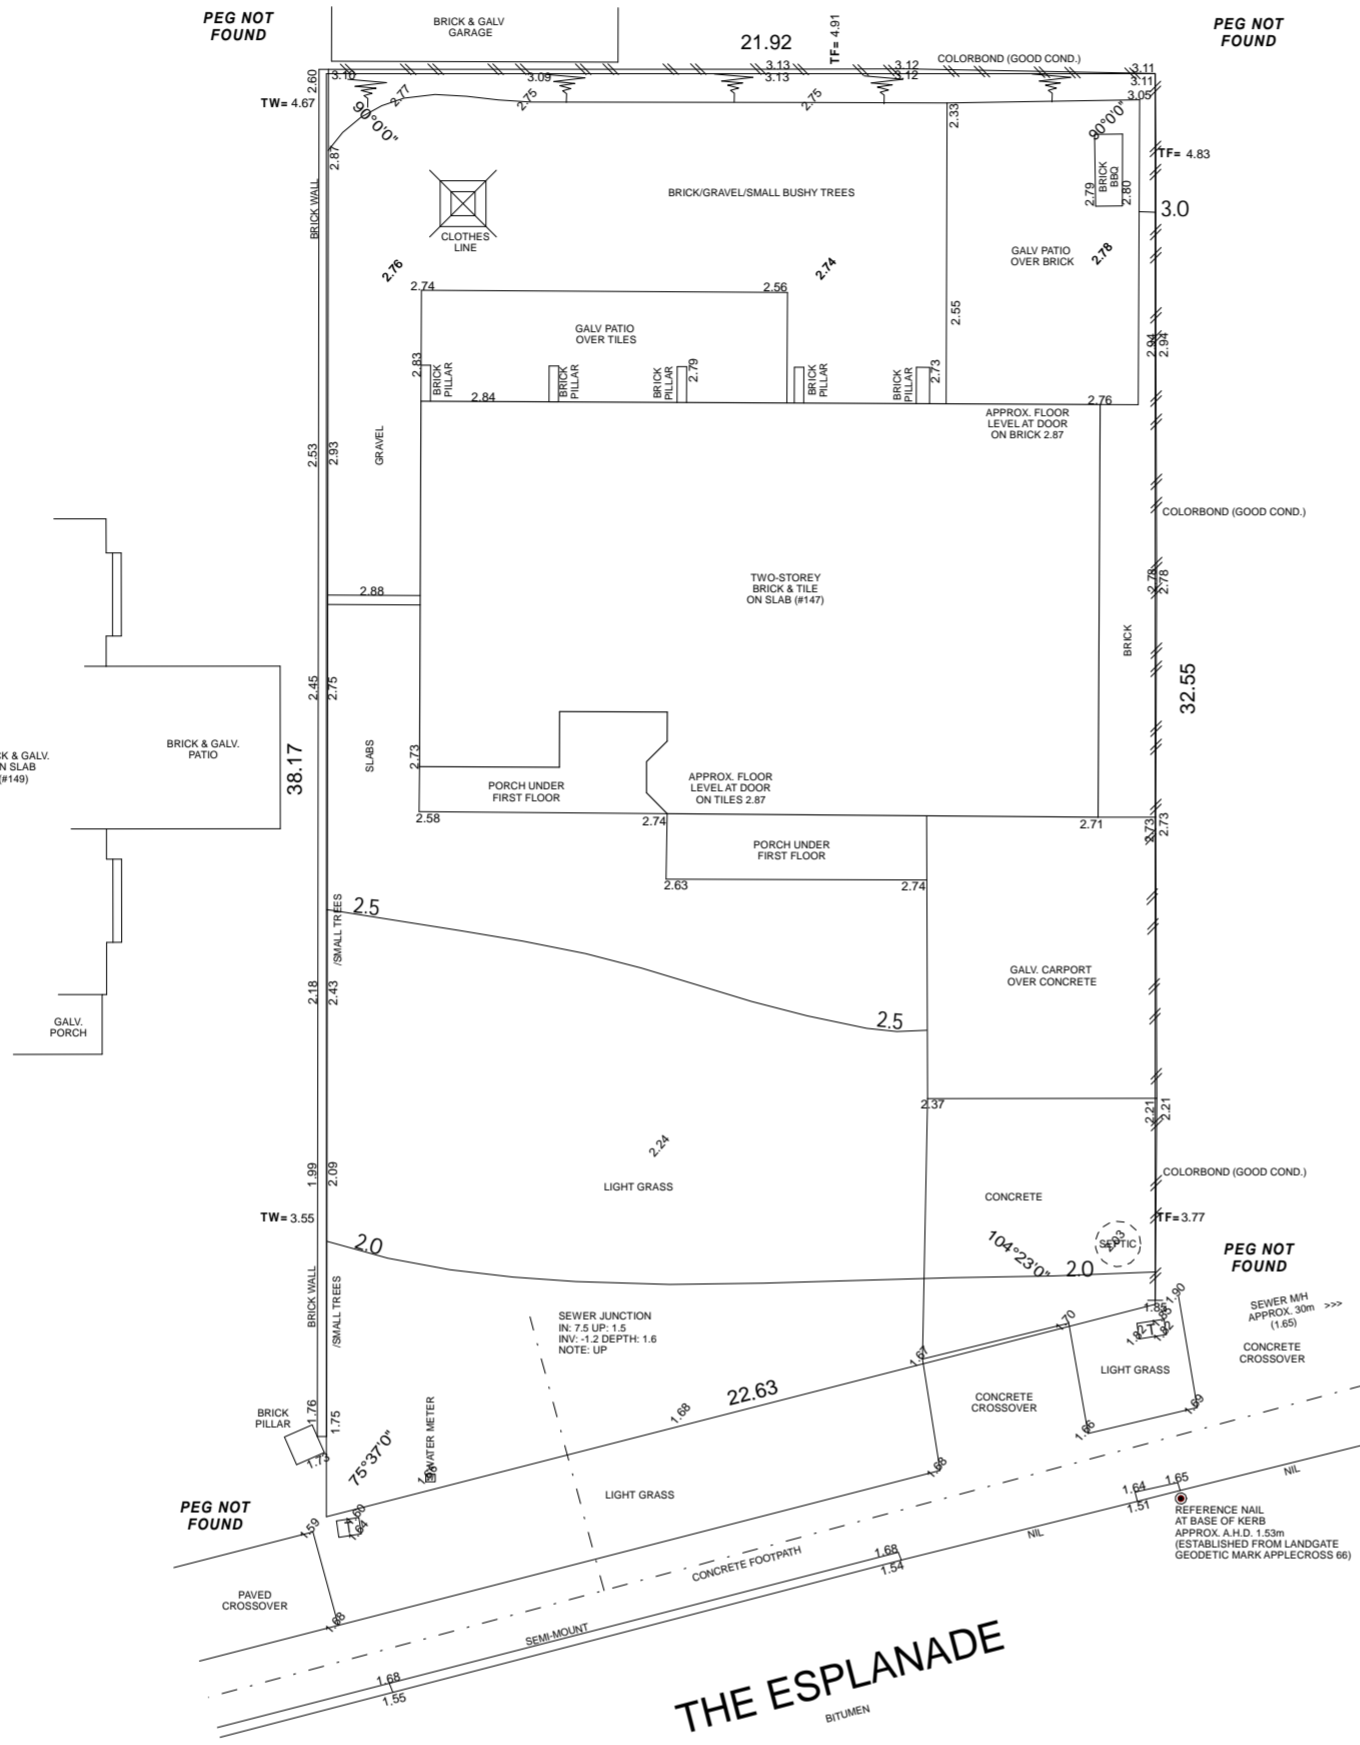 PEG NOT
FOUND
BRICK & GALV
GARAGE
21.92
TF= 4.91
PEG NOT
FOUND
COLORBOND (GOOD COND.)
2.60
3.10
3.09
3.13
3.13
3.12
3.12
3.11
3.11
3.05
TW= 4.67
2.77
2.75
2.75
2.33
90°0'0"
90°0'0"
2.87
TF= 4.83
BRICK WALL
BRICK/GRAVEL/SMALL BUSHY TREES
2.79
BRICK
BBQ
2.80
3.0
CLOTHES
LINE
2.76
2.74
GALV PATIO
OVER BRICK
2.78
2.74
2.56
2.55
GALV PATIO
OVER TILES
2.94
2.94
2.83
BRICK
PILLAR
BRICK
PILLAR
BRICK
PILLAR
2.79
BRICK
PILLAR
BRICK
PILLAR
2.73
2.84
2.76
APPROX. FLOOR
LEVEL AT DOOR
ON BRICK 2.87
2.53
2.93
GRAVEL
COLORBOND (GOOD COND.)
2.88
TWO-STOREY
BRICK & TILE
ON SLAB (#147)
2.78
2.78
BRICK
2.45
2.75
32.55
BRICK & GALV.
PATIO
K & GALV.
N SLAB
#149)
38.17
SLABS
2.73
PORCH UNDER
FIRST FLOOR
APPROX. FLOOR
LEVEL AT DOOR
ON TILES 2.87
2.58
2.74
2.71
2.73
2.73
PORCH UNDER
FIRST FLOOR
2.63
2.74
2.5
/SMALL TREES
2.18
2.43
GALV. CARPORT
OVER CONCRETE
2.5
GALV.
PORCH
2.37
2.21
2.21
2.24
1.99
2.09
LIGHT GRASS
COLORBOND (GOOD COND.)
CONCRETE
TW= 3.55
TF= 3.77
2.0
104°23'0"
SEPTIC
2.03
2.0
PEG NOT
FOUND
BRICK WALL
/SMALL TREES
SEWER JUNCTION
IN: 7.5 UP: 1.5
INV: -1.2 DEPTH: 1.6
NOTE: UP
1.90
1.85
1.82
T
1.70
SEWER M/H
APPROX. 30m >>>
(1.65)
CONCRETE
CROSSOVER
1.67
LIGHT GRASS
22.63
1.68
CONCRETE
CROSSOVER
1.69
1.66
1.76
1.75
BRICK
PILLAR
1.73
75°37'0"
WATER METER
1.68
LIGHT GRASS
1.64
1.65
1.51
NIL
REFERENCE NAIL
AT BASE OF KERB
APPROX. A.H.D. 1.53m
(ESTABLISHED FROM LANDGATE
GEODETIC MARK APPLECROSS 66)
PEG NOT
FOUND
1.59
1.60
T
1.64
NIL
1.68
1.54
CONCRETE FOOTPATH
PAVED
CROSSOVER
1.68
SEMI-MOUNT
1.68
1.55
THE ESPLANADE
BITUMEN